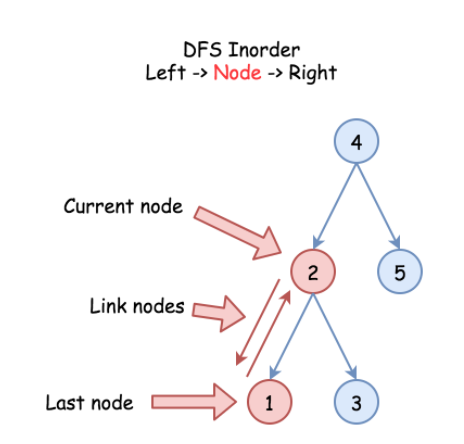 DFS Inorder
Left -> Node -> Right
4
Current node
2
5
Link nodes
Last node
1
3